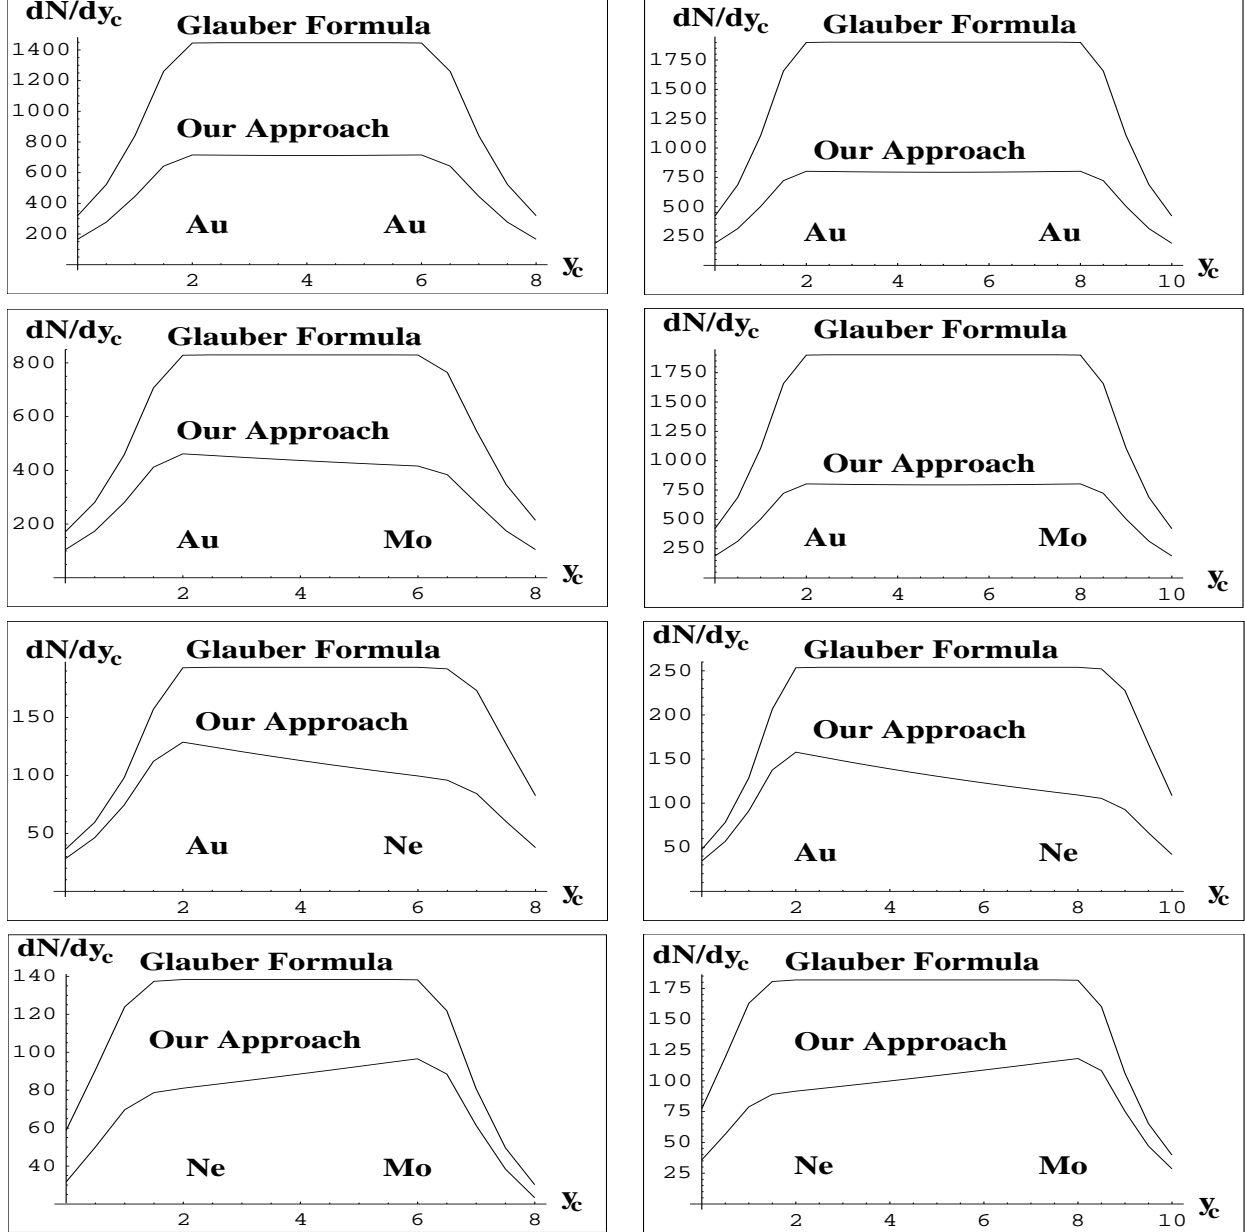 dN/dyc
Glauber Formula
1400
1200
1000
800
600
400
200
Our Approach
Au Au
2 4 6 8
yc
dN/dyc
Glauber Formula
1750
1500
1250
1000
750
500
250
Our Approach
Au Au
2 4 6 8 10
yc
dN/dyc
Glauber Formula
800
600
400
200
Our Approach
Au Mo
2 4 6 8
yc
dN/dyc
Glauber Formula
1750
1500
1250
1000
750
500
250
Our Approach
Au Mo
2 4 6 8 10
yc
dN/dyc
Glauber Formula
150
100
50
Our Approach
Au Ne
2 4 6 8
yc
dN/dyc
Glauber Formula
250
200
150
100
50
Our Approach
Au Ne
2 4 6 8 10
yc
dN/dyc
Glauber Formula
140
120
100
80
60
40
Our Approach
Ne Mo
2 4 6 8
yc
dN/dyc
Glauber Formula
175
150
125
100
75
50
25
Our Approach
Ne Mo
2 4 6 8 10
yc